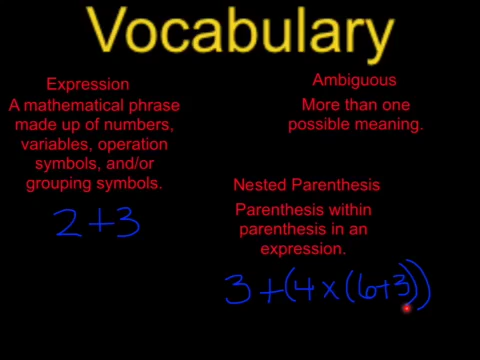 Vocabulary
Expression
A mathematical phrase
made up of numbers,
variables, operation
symbols, and/or
grouping symbols.
2+3
Ambiguous
More than one
possible meaning.
Nested Parenthesis
Parenthesis within
parenthesis in an
expression.
3+(4×(6+3))